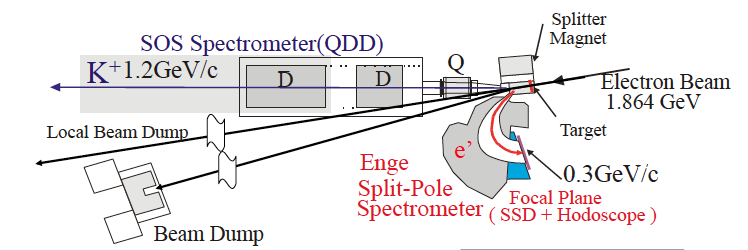 Splitter
Magnet
SOS Spectrometer(QDD)
K+1.2GeV/c
D
D
Q
Electron Beam
1.864 GeV
Target
Local Beam Dump
e'
Enge
Split-Pole
Spectrometer
0.3GeV/c
Focal Plane
( SSD + Hodoscope )
Beam Dump